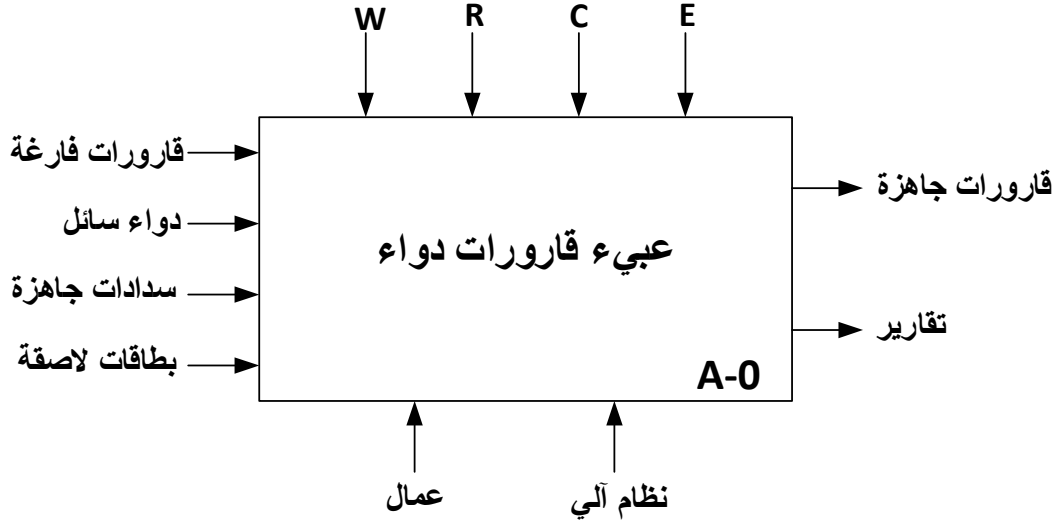 W R C E
قارورات فارغة
دواء سائل
سدادات جاهزة
بطاقات لاصقة
عبيء قارورات دواء
A-0
قارورات جاهزة
تقارير
عمال
نظام آلي